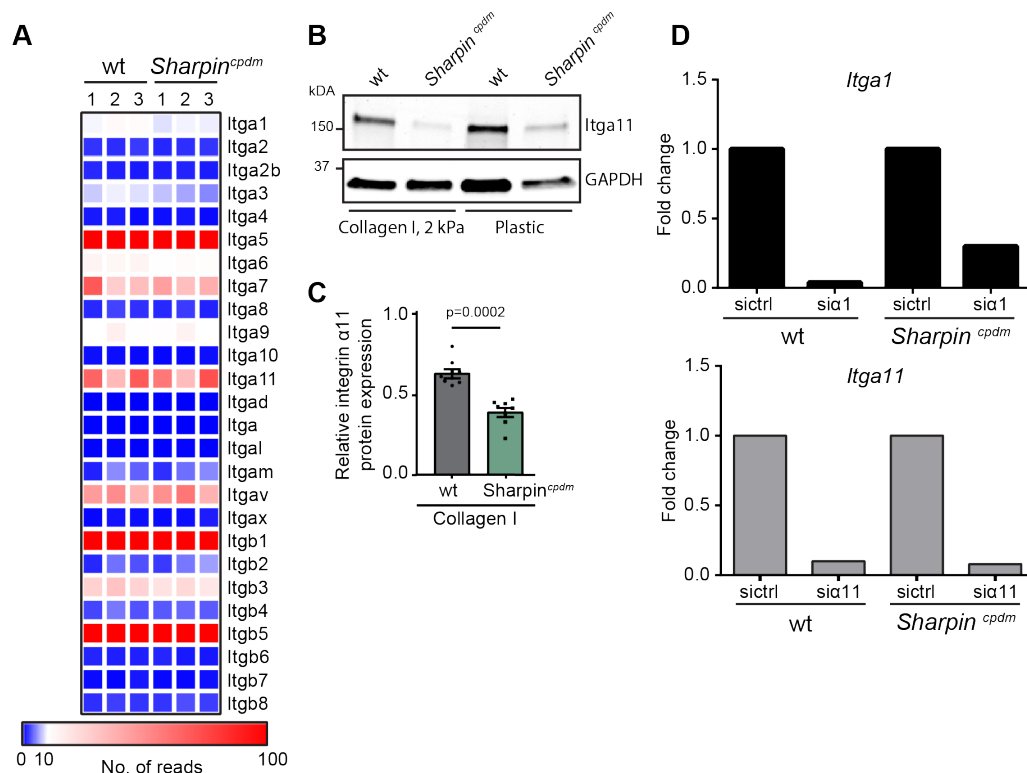 A
wt Sharpin^cpdm
1 2 3 1 2 3
Itga1
Itga2
Itga2b
Itga3
Itga4
Itga5
Itga6
Itga7
Itga8
Itga9
Itga10
Itga11
Itgad
Itga
Itgal
Itgam
Itgav
Itgax
Itgb1
Itgb2
Itgb3
Itgb4
Itgb5
Itgb6
Itgb7
Itgb8
0 10 100
No. of reads
B
wt Sharpin cpdm wt Sharpin cpdm
kDA
150
Itga11
37
GAPDH
Collagen I, 2 kPa Plastic
C
p=0.0002
Relative integrin α11
protein expression
1.0
0.5
0.0
wt Sharpin^cpdm
Collagen I
D
Itga1
Fold change
1.5
1.0
0.5
0.0
sictrl siα1 sictrl siα1
wt Sharpin cpdm
Itga11
Fold change
1.5
1.0
0.5
0.0
sictrl siα11 sictrl siα11
wt Sharpin cpdm